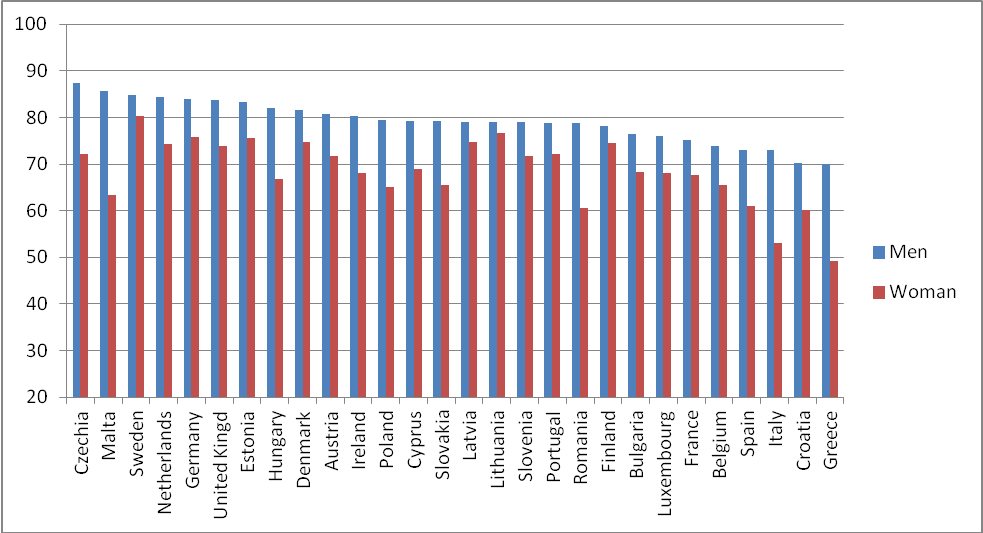 100
90
80
70
60
50
40
30
20
Czechia
Malta
Sweden
Netherlands
Germany
United Kingd
Estonia
Hungary
Denmark
Austria
Ireland
Poland
Cyprus
Slovakia
Latvia
Lithuania
Slovenia
Portugal
Romania
Finland
Bulgaria
Luxembourg
France
Belgium
Spain
Italy
Croatia
Greece
Men
Woman